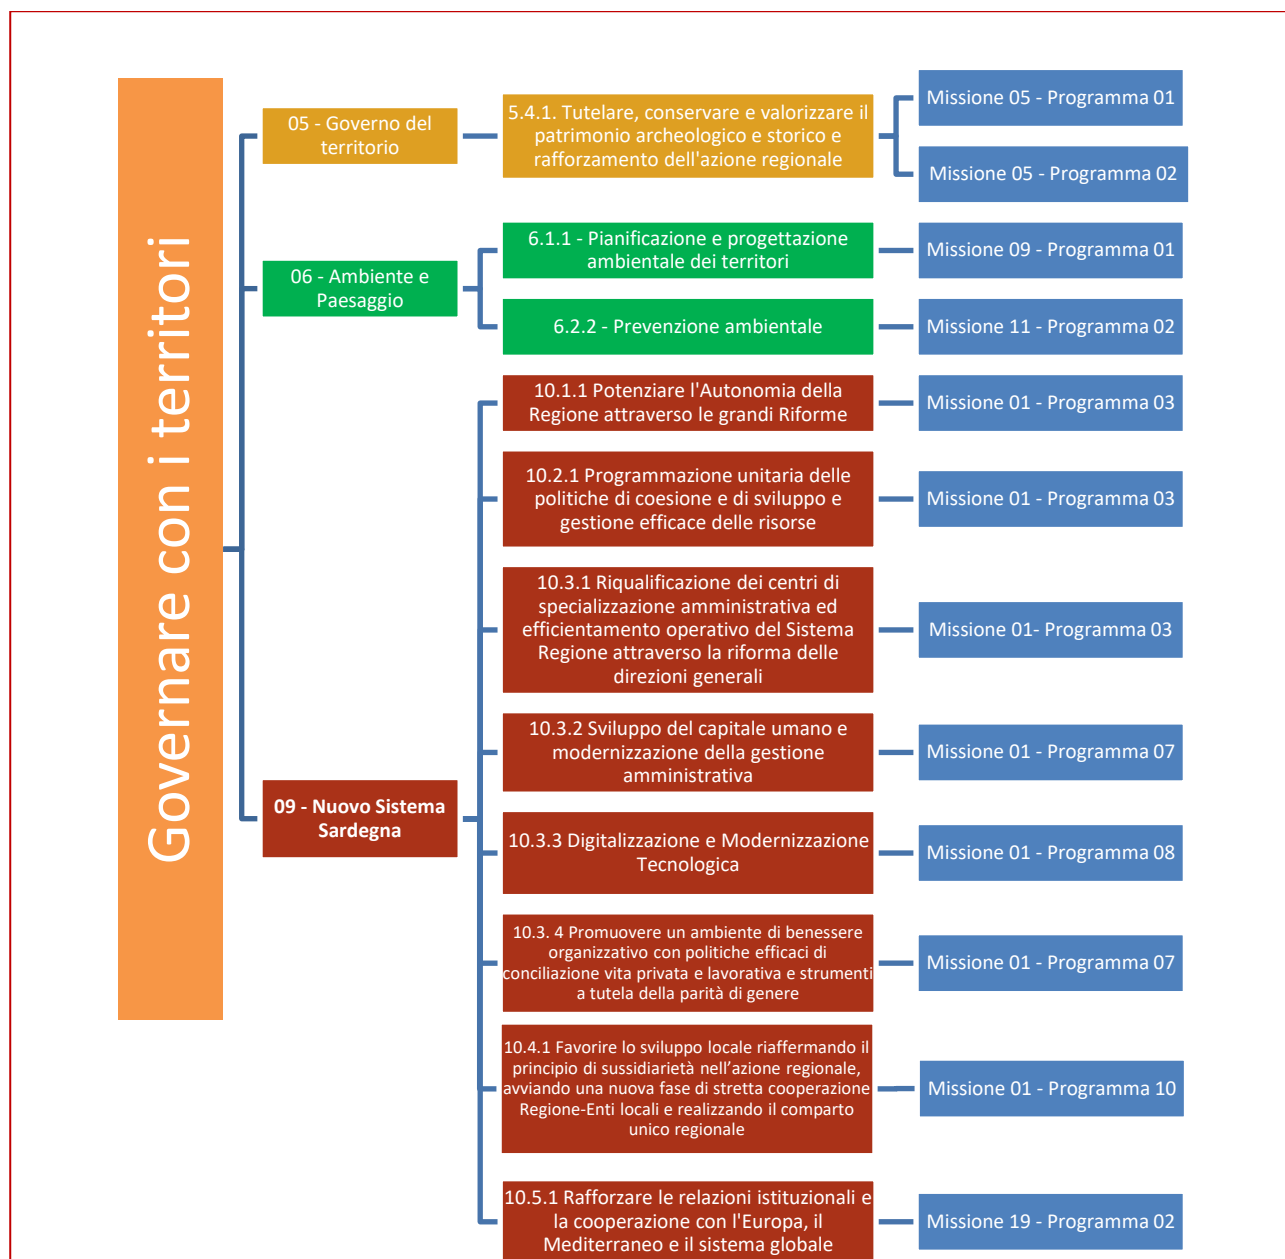 Governare con i territori
05 - Governo del
territorio
5.4.1. Tutelare, conservare e valorizzare il
patrimonio archeologico e storico e
rafforzamento dell'azione regionale
Missione 05 - Programma 01
Missione 05 - Programma 02
06 - Ambiente e
Paesaggio
6.1.1 - Pianificazione e progettazione
ambientale dei territori
Missione 09 - Programma 01
6.2.2 - Prevenzione ambientale
Missione 11 - Programma 02
09 - Nuovo Sistema
Sardegna
10.1.1 Potenziare l'Autonomia della
Regione attraverso le grandi Riforme
Missione 01 - Programma 03
10.2.1 Programmazione unitaria delle
politiche di coesione e di sviluppo e
gestione efficace delle risorse
Missione 01 - Programma 03
10.3.1 Riqualificazione dei centri di
specializzazione amministrativa ed
efficientamento operativo del Sistema
Regione attraverso la riforma delle
direzioni generali
Missione 01- Programma 03
10.3.2 Sviluppo del capitale umano e
modernizzazione della gestione
amministrativa
Missione 01 - Programma 07
10.3.3 Digitalizzazione e Modernizzazione
Tecnologica
Missione 01 - Programma 08
10.3. 4 Promuovere un ambiente di benessere
organizzativo con politiche efficaci di
conciliazione vita privata e lavorativa e strumenti
a tutela della parità di genere
Missione 01 - Programma 07
10.4.1 Favorire lo sviluppo locale riaffermando il
principio di sussidiarietà nell’azione regionale,
avviando una nuova fase di stretta cooperazione
Regione-Enti locali e realizzando il comparto
unico regionale
Missione 01 - Programma 10
10.5.1 Rafforzare le relazioni istituzionali e
la cooperazione con l'Europa, il
Mediterraneo e il sistema globale
Missione 19 - Programma 02